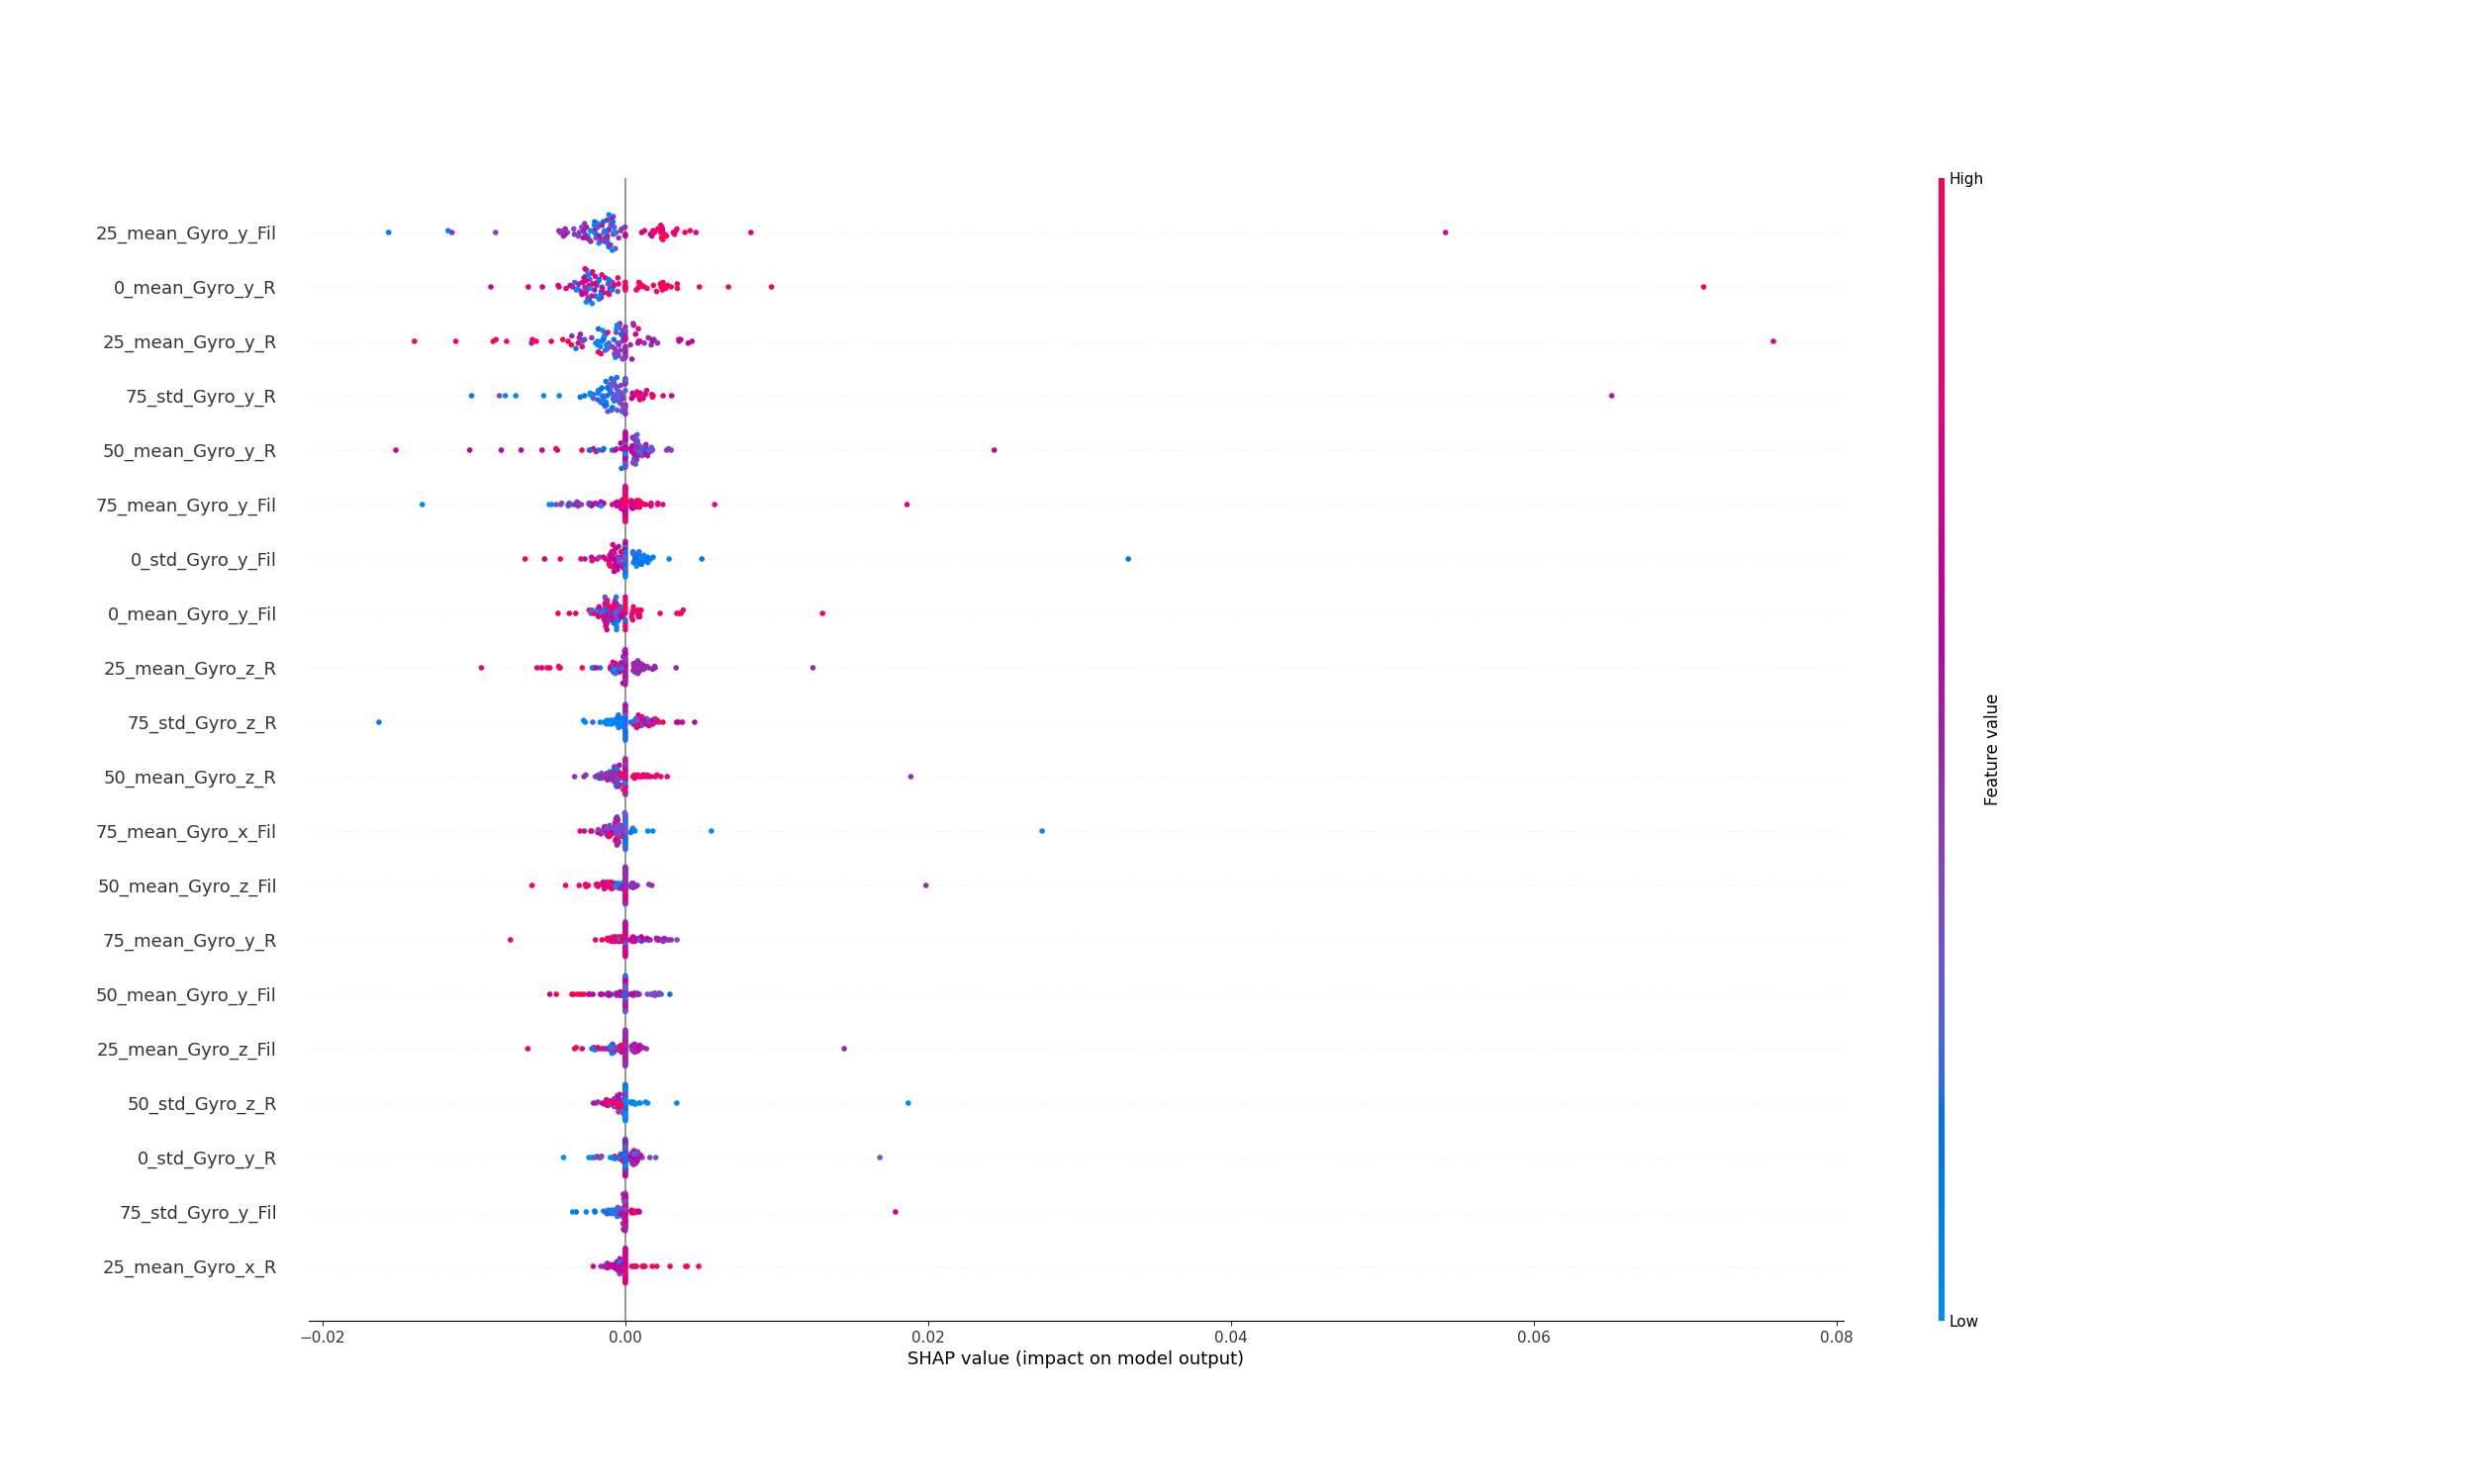 High
25_mean_Gyro_y_Fil
0_mean_Gyro_y_R
25_mean_Gyro_y_R
75_std_Gyro_y_R
50_mean_Gyro_y_R
75_mean_Gyro_y_Fil
0_std_Gyro_y_Fil
0_mean_Gyro_y_Fil
25_mean_Gyro_z_R
75_std_Gyro_z_R
50_mean_Gyro_z_R
75_mean_Gyro_x_Fil
50_mean_Gyro_z_Fil
75_mean_Gyro_y_R
50_mean_Gyro_y_Fil
25_mean_Gyro_z_Fil
50_std_Gyro_z_R
0_std_Gyro_y_R
75_std_Gyro_y_Fil
25_mean_Gyro_x_R
Feature value
Low
−0.02 0.00 0.02 0.04 0.06 0.08
SHAP value (impact on model output)